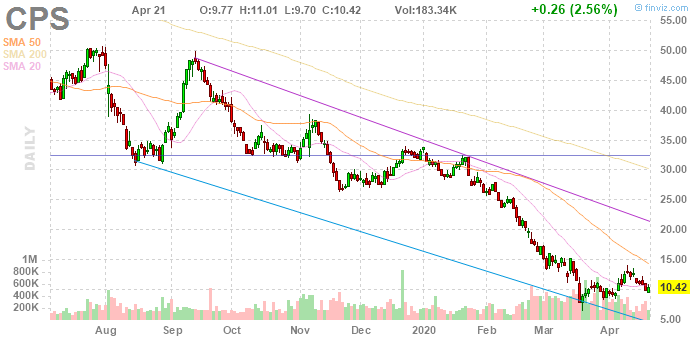 CPS
Apr 21 O:9.77 H:11.01 L:9.70 C:10.42 Vol:183.34K +0.26 (2.56%)
© finviz.com
SMA 50
SMA 200
SMA 20
DAILY
55.00
50.00
45.00
40.00
35.00
30.00
25.00
20.00
15.00
10.42
5.00
1M
800K
600K
400K
200K
Aug Sep Oct Nov Dec 2020 Feb Mar Apr